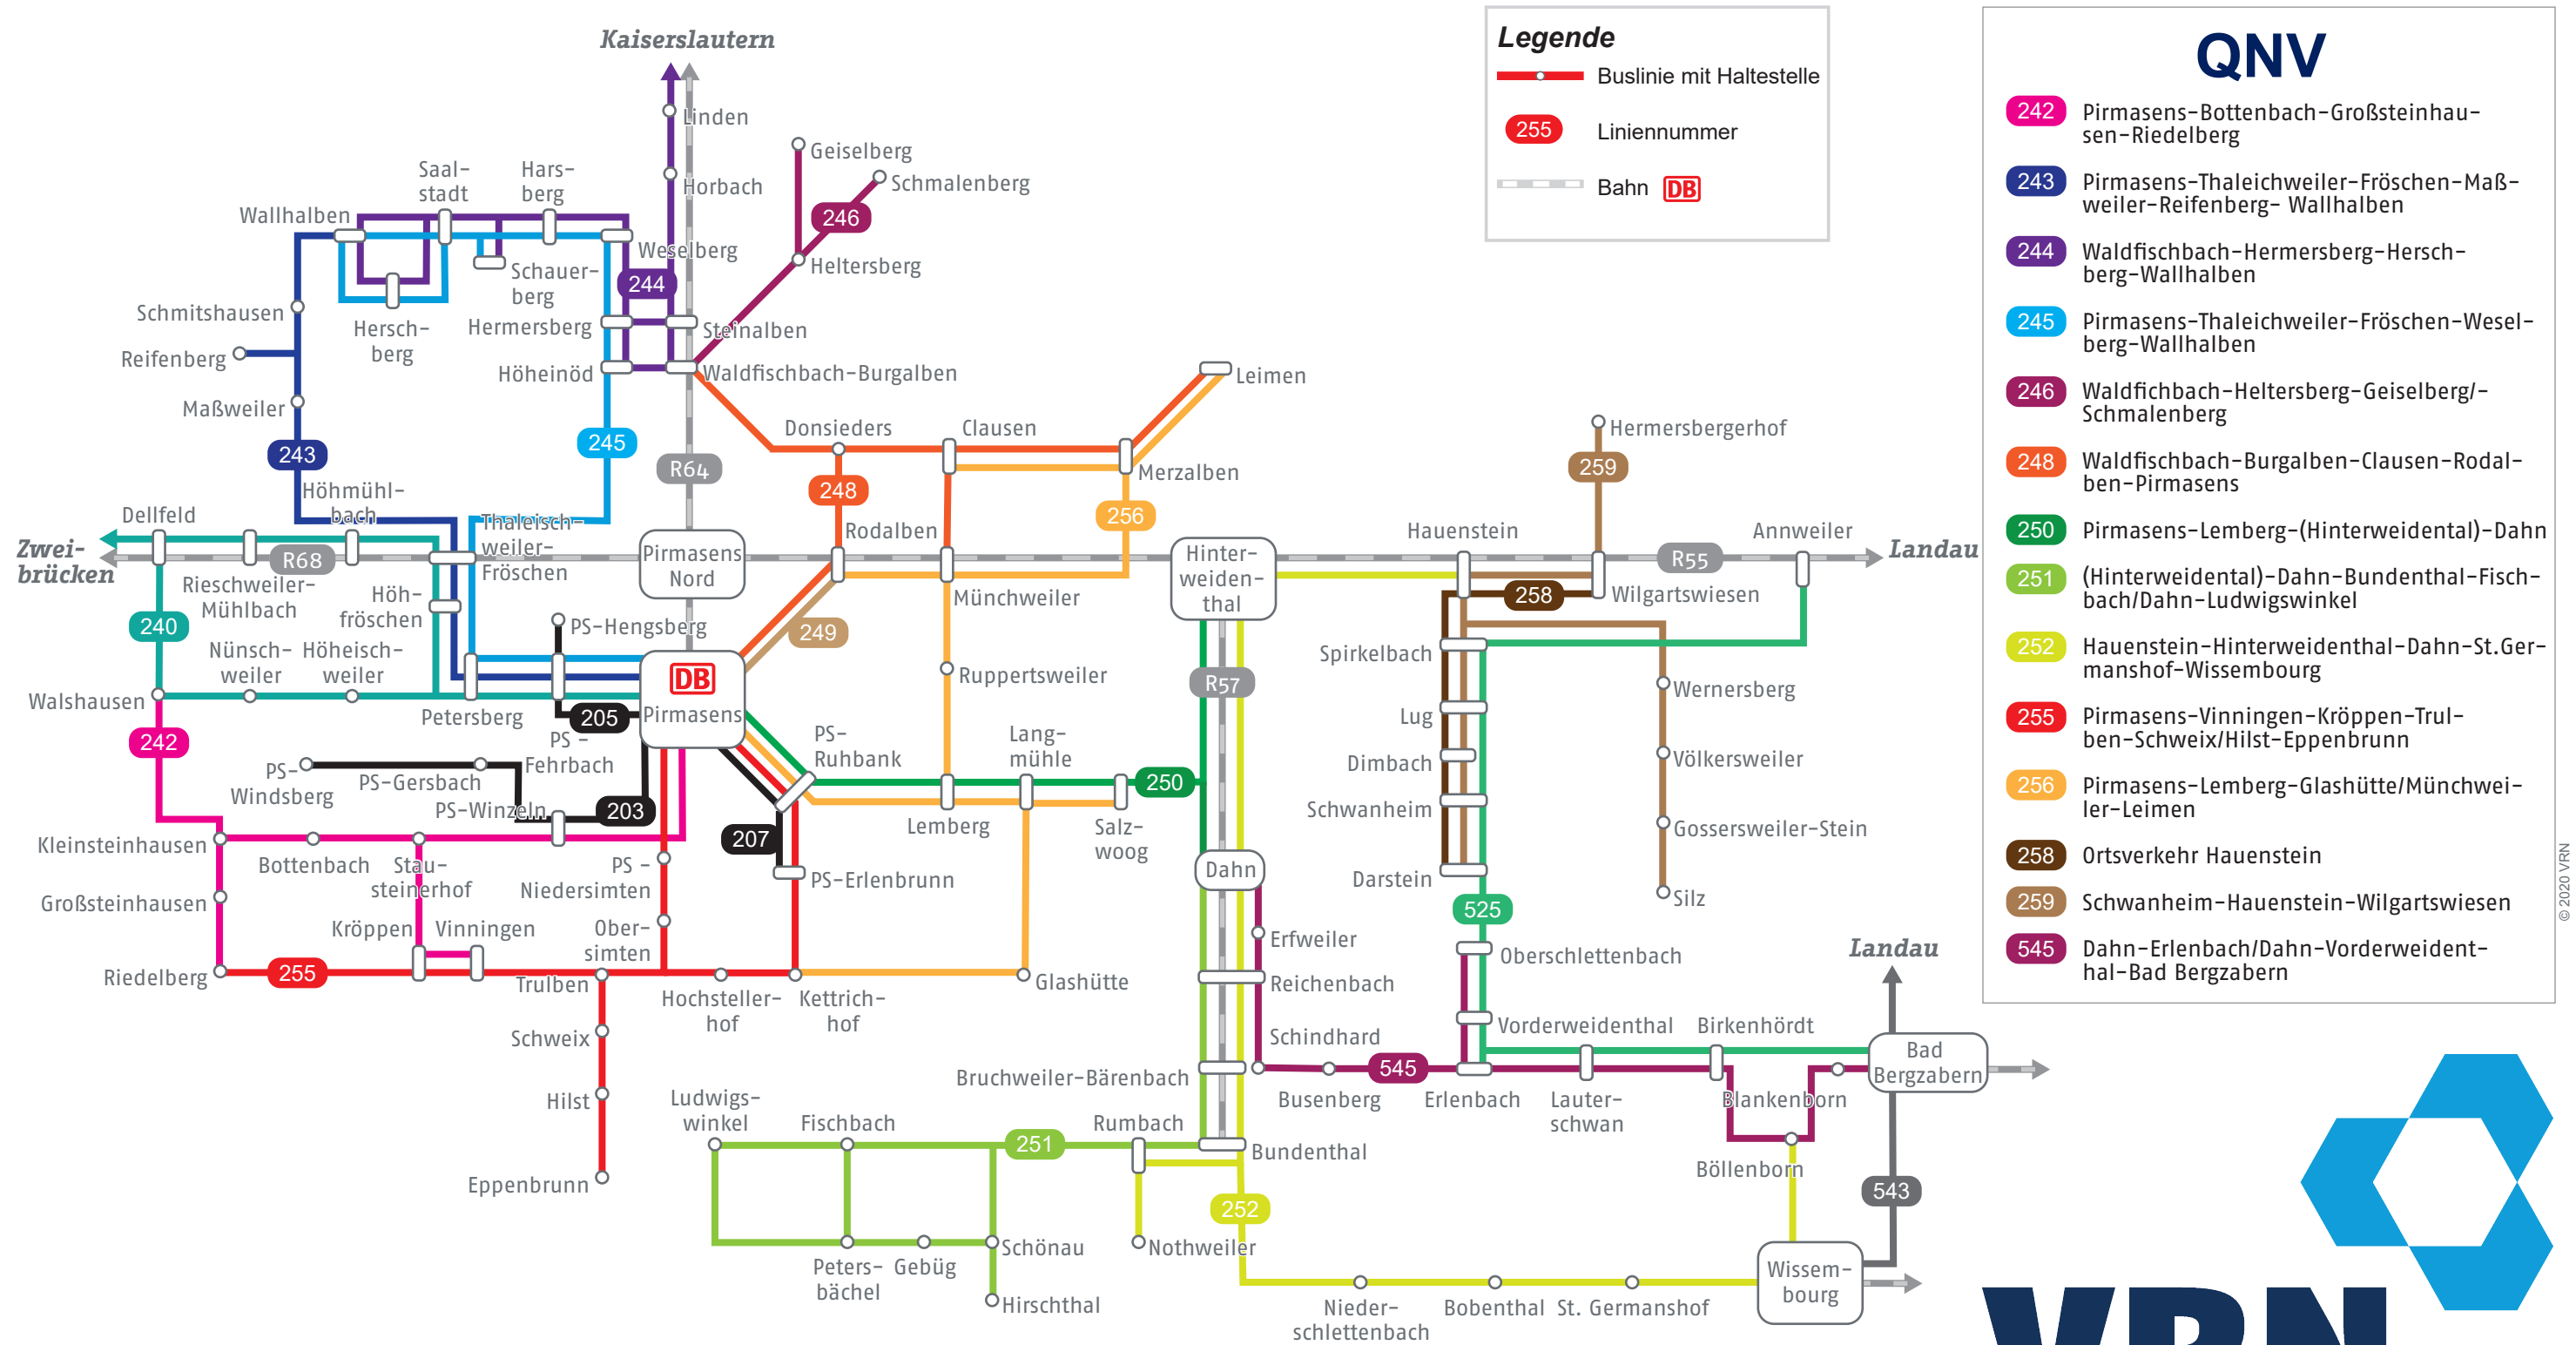 Kaiserslautern
Linden
Horbach
Geiselberg
Schmalenberg
246
Heltersberg
Saal-
stadt
Hars-
berg
Wallhalben
Weselberg
Schauer-
berg
244
Hersch-
berg
Schmitshausen
Hermersberg
Steinalben
Reifenberg
Höheinöd
Waldfischbach-Burgalben
Maßweiler
243
245
R64
Donsieders
Clausen
Leimen
Merzalben
248
256
Höhmühl-
bach
Dellfeld
Zwei-
brücken
R68
Rieschweiler-
Mühlbach
Thaleisch-
weiler-
Fröschen
Höh-
fröschen
Pirmasens
Nord
Rodalben
Münchweiler
Hinter-
weiden-
thal
Hauenstein
Hermersbergerhof
259
R55
Annweiler
Landau
258
Wilgartswiesen
240
Nünsch-
weiler
Höheisch-
weiler
PS-Hengsberg
249
Walshausen
Petersberg
DB
Pirmasens
205
Ruppertsweiler
R57
Spirkelbach
Wernersberg
Lug
Völkersweiler
Dimbach
Schwanheim
Gossersweiler-Stein
Darstein
Silz
242
PS -
Fehrbach
PS-
Windsberg
PS-Gersbach
PS-Winzeln
203
PS-
Ruhbank
Lang-
mühle
250
Lemberg
Salz-
woog
207
Kleinsteinhausen
Bottenbach
Stau-
steinerhof
PS -
Niedersimten
PS-Erlenbrunn
Dahn
525
Großsteinhausen
Kröppen
Vinningen
Ober-
simten
Erfweiler
Oberschlettenbach
Landau
Riedelberg
255
Trulben
Hochsteller-
hof
Kettrich-
hof
Glashütte
Reichenbach
Schweix
Schindhard
Vorderweidenthal
Birkenhördt
Bad
Bergzabern
Hilst
Bruchweiler-Bärenbach
Busenberg
545
Erlenbach
Lauter-
schwan
Blankenborn
Ludwigs-
winkel
Fischbach
251
Rumbach
Bundenthal
Böllenborn
Eppenbrunn
252
543
Peters-
bächel
Gebüg
Schönau
Nothweiler
Hirschthal
Nieder-
schlettenbach
Bobenthal
St. Germanshof
Wissem-
bourg
Legende
Buslinie mit Haltestelle
255
Liniennummer
Bahn DB
QNV
242 Pirmasens-Bottenbach-Großsteinhau-
sen-Riedelberg
243 Pirmasens-Thaleichweiler-Fröschen-Maß-
weiler-Reifenberg- Wallhalben
244 Waldfischbach-Hermersberg-Hersch-
berg-Wallhalben
245 Pirmasens-Thaleichweiler-Fröschen-Wesel-
berg-Wallhalben
246 Waldfichbach-Heltersberg-Geiselberg/-
Schmalenberg
248 Waldfischbach-Burgalben-Clausen-Rodal-
ben-Pirmasens
250 Pirmasens-Lemberg-(Hinterweidental)-Dahn
251 (Hinterweidental)-Dahn-Bundenthal-Fisch-
bach/Dahn-Ludwigswinkel
252 Hauenstein-Hinterweidenthal-Dahn-St.Ger-
manshof-Wissembourg
255 Pirmasens-Vinningen-Kröppen-Trul-
ben-Schweix/Hilst-Eppenbrunn
256 Pirmasens-Lemberg-Glashütte/Münchwei-
ler-Leimen
258 Ortsverkehr Hauenstein
259 Schwanheim-Hauenstein-Wilgartswiesen
545 Dahn-Erlenbach/Dahn-Vorderweident-
hal-Bad Bergzabern
© 2020 VRN
VRN